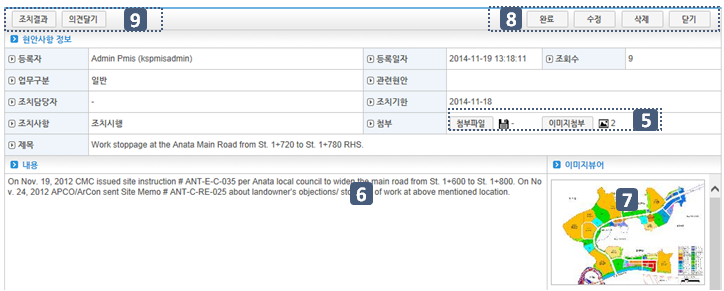 조치결과 의견달기 9 8 완료 수정 삭제 닫기
현안사항 정보
등록자 Admin Pmis (kspmisadmin) 등록일자 2014-11-19 13:18:11 조회수 9
업무구분 일반 관련현안
조치담당자 - 조치기한 2014-11-18
조치사항 조치시행 첨부 첨부파일 - 이미지첨부 2 5
제목 Work stoppage at the Anata Main Road from St. 1+720 to St. 1+780 RHS.
내용 이미지뷰어
On Nov. 19, 2012 CMC issued site instruction # ANT-E-C-035 per Anata local council to widen the main road from St. 1+600 to St. 1+800. On No
v. 24, 2012 APCO/ArCon sent Site Memo # ANT-C-RE-025 about landowner's objections/ sto of work at above mentioned location.
6 7